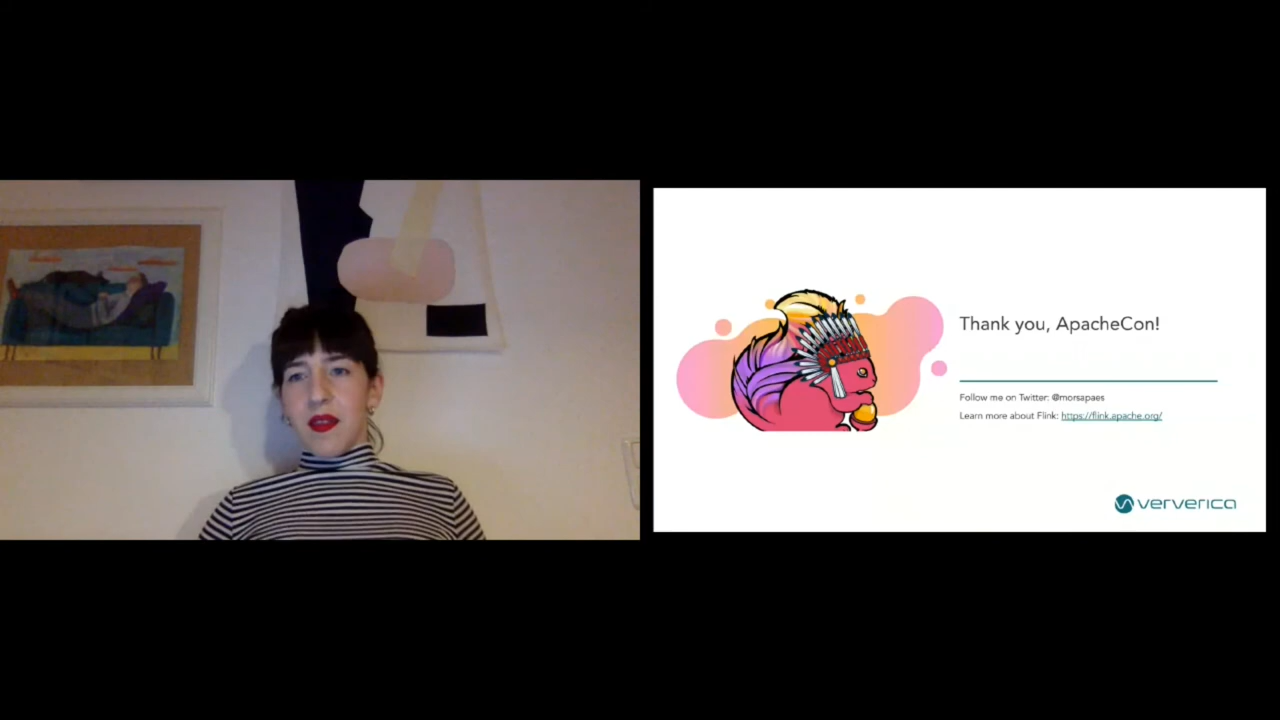 Thank you, ApacheCon!
Follow me on Twitter: @morsapaes
Learn more about Flink: https://flink.apache.org/
ververica